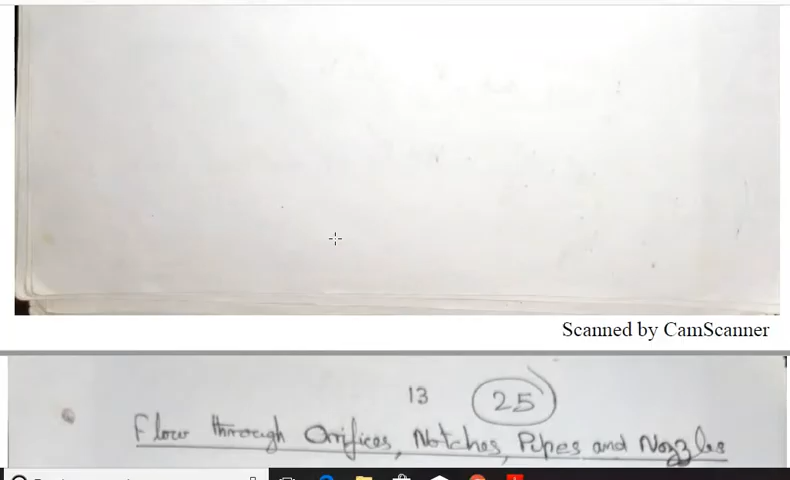 Scanned by CamScanner
13 25
Flow through Orifices, Notches, Pipes and Nozzles